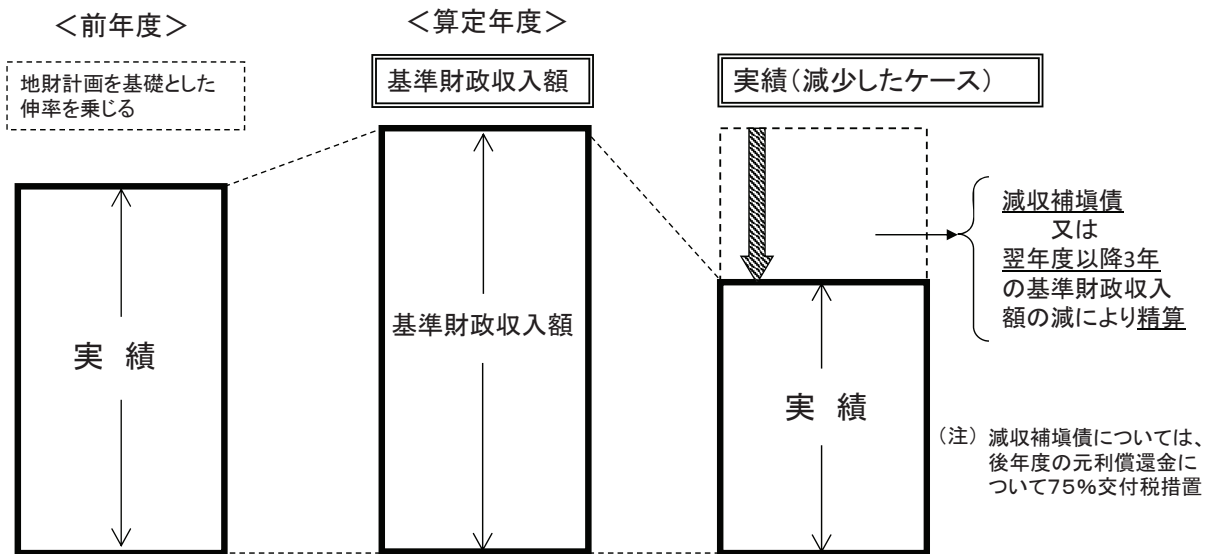 ＜前年度＞
＜算定年度＞
地財計画を基礎とした
伸率を乗じる
基準財政収入額
実績（減少したケース）
実　績
基準財政収入額
実　績
減収補塡債
又は
翌年度以降3年
の基準財政収入
額の減により精算
（注）　減収補塡債については、
後年度の元利償還金に
ついて75％交付税措置